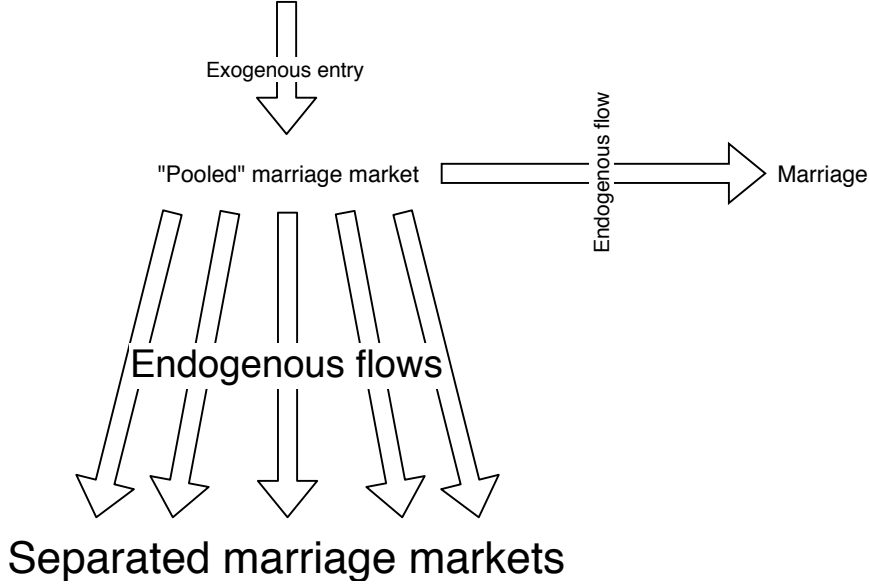 Exogenous entry
"Pooled" marriage market
Endogenous flow
Marriage
Endogenous flows
Separated marriage markets